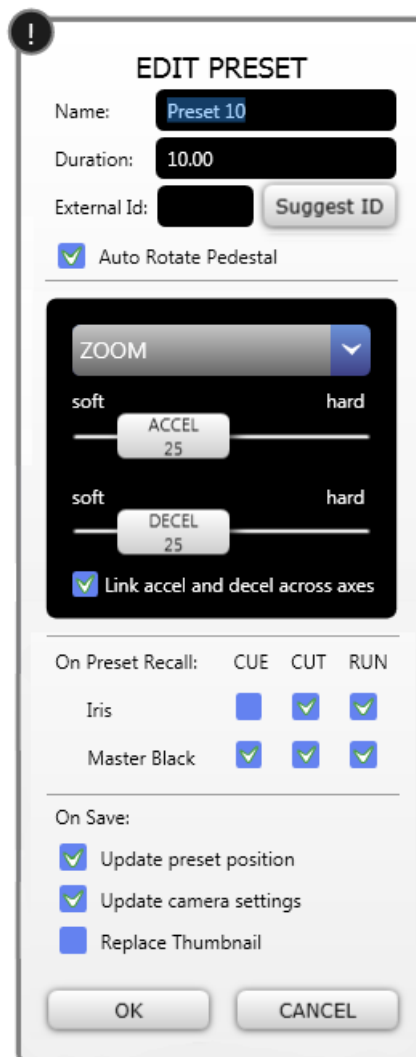 !
EDIT PRESET
Name: Preset 10
Duration: 10.00
External Id: Suggest ID
Auto Rotate Pedestal
ZOOM
soft hard
ACCEL
25
soft hard
DECEL
25
Link accel and decel across axes
On Preset Recall: CUE CUT RUN
Iris
Master Black
On Save:
Update preset position
Update camera settings
Replace Thumbnail
OK CANCEL